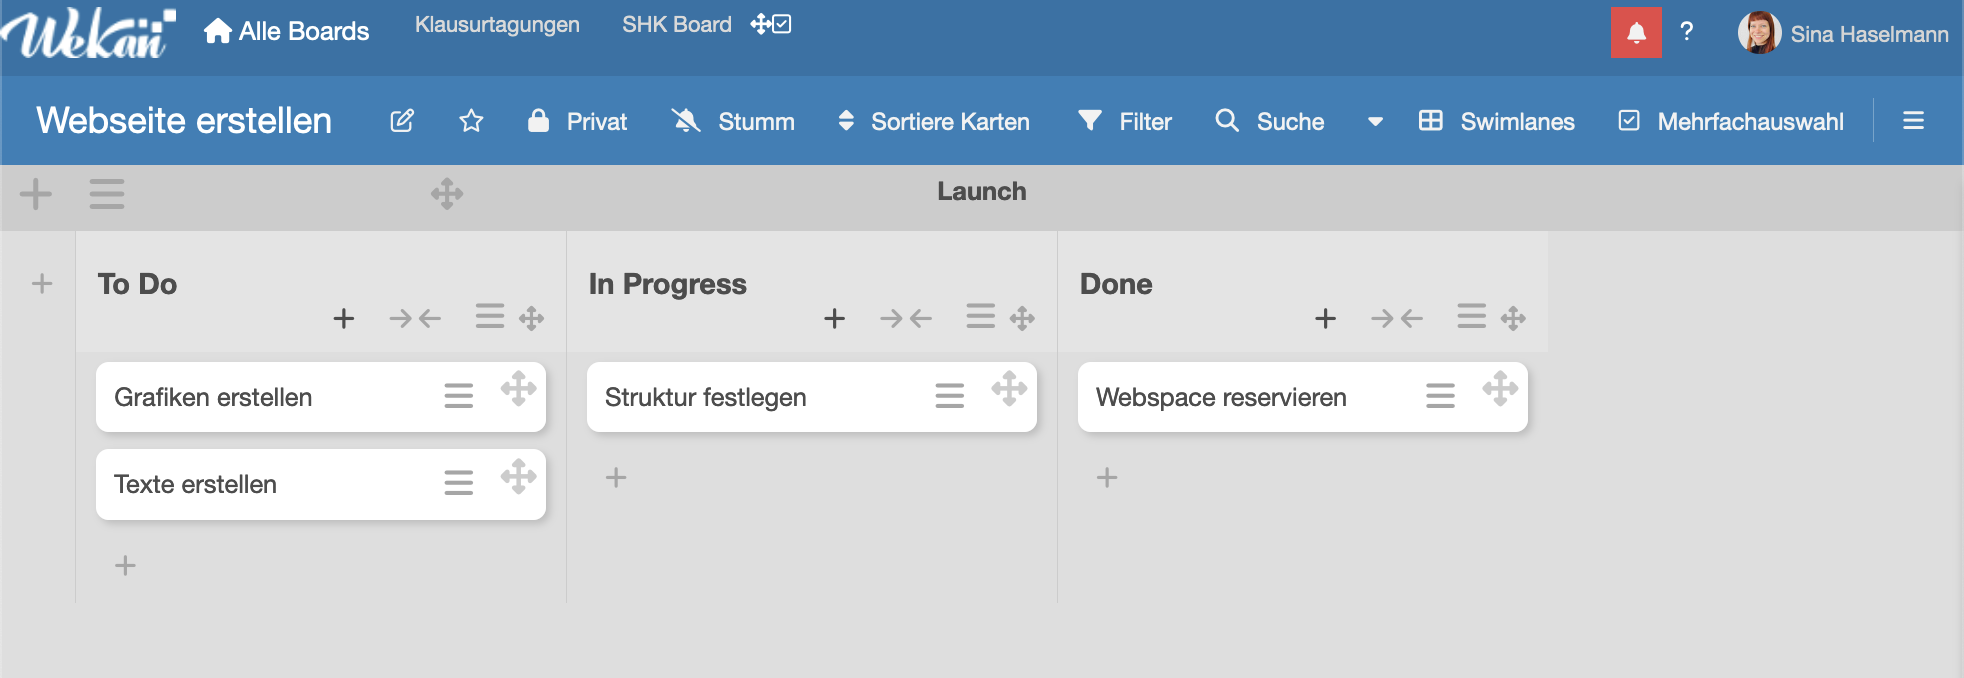 WeKan
Alle Boards
Klausurtagungen
SHK Board
?
Sina Haselmann
Webseite erstellen
Privat
Stumm
Sortiere Karten
Filter
Suche
Swimlanes
Mehrfachauswahl
Launch
To Do
In Progress
Done
Grafiken erstellen
Struktur festlegen
Webspace reservieren
Texte erstellen